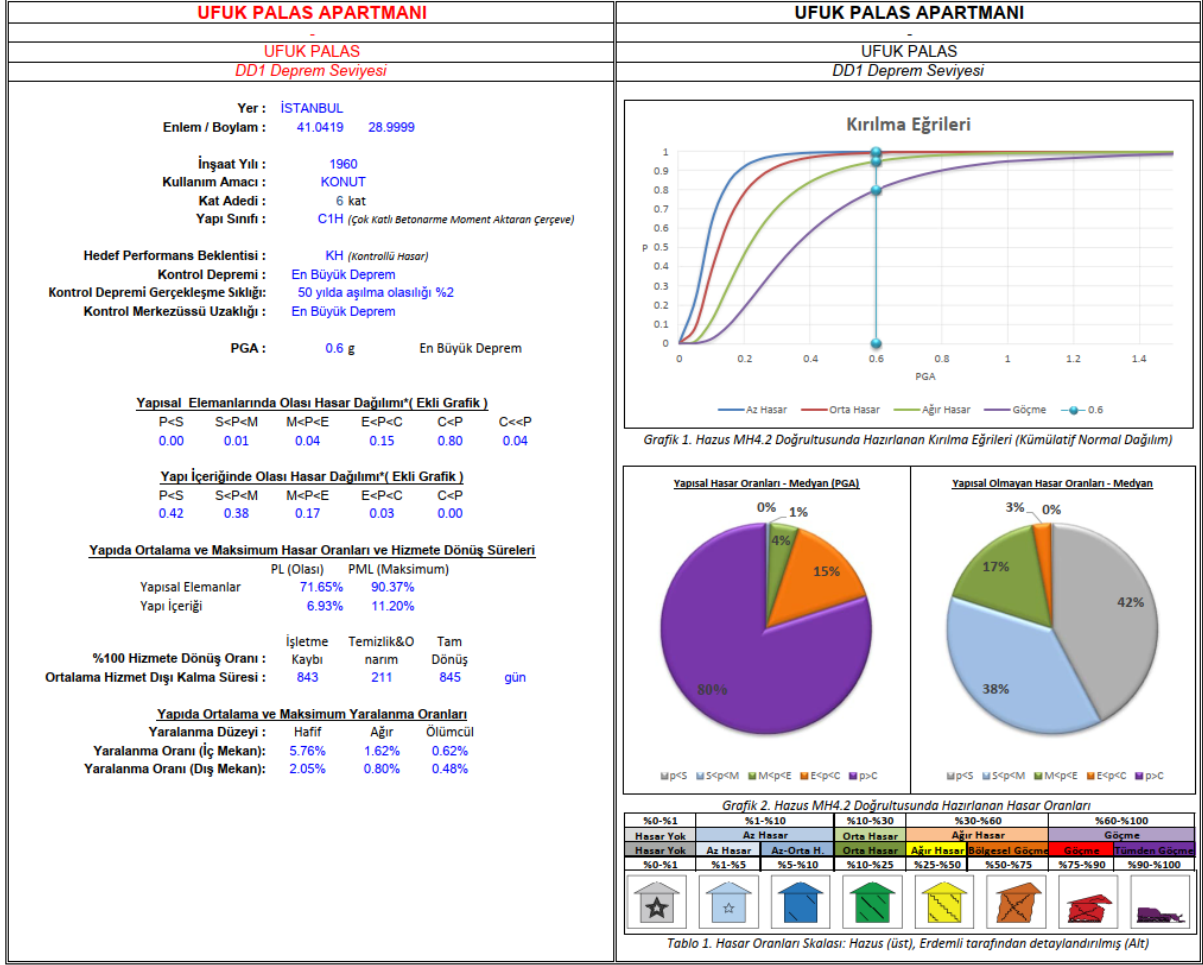 UFUK PALAS APARTMANI
-
UFUK PALAS
DD1 Deprem Seviyesi
Yer : İSTANBUL
Enlem / Boylam : 41.0419 28.9999
İnşaat Yılı : 1960
Kullanım Amacı : KONUT
Kat Adedi : 6 kat
Yapı Sınıfı : C1H (Çok Katlı Betonarme Moment Aktaran Çerçeve)
Hedef Performans Beklentisi : KH (Kontrollü Hasar)
Kontrol Depremi : En Büyük Deprem
Kontrol Depremi Gerçekleşme Sıklığı: 50 yılda aşılma olasılığı %2
Kontrol Merkezüssü Uzaklığı : En Büyük Deprem
PGA : 0.6 g En Büyük Deprem
Yapısal Elemanlarında Olası Hasar Dağılımı*( Ekli Grafik )
P<S S<P<M M<P<E E<P<C C<P C<<P
0.00 0.01 0.04 0.15 0.80 0.04
Yapı İçeriğinde Olası Hasar Dağılımı*( Ekli Grafik )
P<S S<P<M M<P<E E<P<C C<P
0.42 0.38 0.17 0.03 0.00
Yapıda Ortalama ve Maksimum Hasar Oranları ve Hizmete Dönüş Süreleri
PL (Olası) PML (Maksimum)
Yapısal Elemanlar 71.65% 90.37%
Yapı İçeriği 6.93% 11.20%
İşletme Temizlik&O Tam
%100 Hizmete Dönüş Oranı : Kaybı narım Dönüş
Ortalama Hizmet Dışı Kalma Süresi : 843 211 845 gün
Yapıda Ortalama ve Maksimum Yaralanma Oranları
Yaralanma Düzeyi : Hafif Ağır Ölümcül
Yaralanma Oranı (İç Mekan): 5.76% 1.62% 0.62%
Yaralanma Oranı (Dış Mekan): 2.05% 0.80% 0.48%
UFUK PALAS APARTMANI
-
UFUK PALAS
DD1 Deprem Seviyesi
Kırılma Eğrileri
1
0.9
0.8
0.7
0.6
P 0.5
0.4
0.3
0.2
0.1
0
0 0.2 0.4 0.6 0.8 1 1.2 1.4
PGA
Az Hasar Orta Hasar Ağır Hasar Göçme 0.6
Grafik 1. Hazus MH4.2 Doğrultusunda Hazırlanan Kırılma Eğrileri (Kümülatif Normal Dağılım)
Yapısal Hasar Oranları - Medyan (PGA)
0% 1%
4%
15%
80%
p<S S<p<M M<p<E E<p<C p>C
Yapısal Olmayan Hasar Oranları - Medyan
3% 0%
17%
42%
38%
p<S S<p<M M<p<E E<p<C p>C
Grafik 2. Hazus MH4.2 Doğrultusunda Hazırlanan Hasar Oranları
%0-%1 %1-%10 %10-%30 %30-%60 %60-%100
Hasar Yok Az Hasar Orta Hasar Ağır Hasar Göçme
Hasar Yok Az Hasar Az-Orta H. Orta Hasar Ağır Hasar Bölgesel Göçme Göçme Tümden Göçme
%0-%1 %1-%5 %5-%10 %10-%25 %25-%50 %50-%75 %75-%90 %90-%100
Tablo 1. Hasar Oranları Skalası: Hazus (üst), Erdemli tarafından detaylandırılmış (Alt)